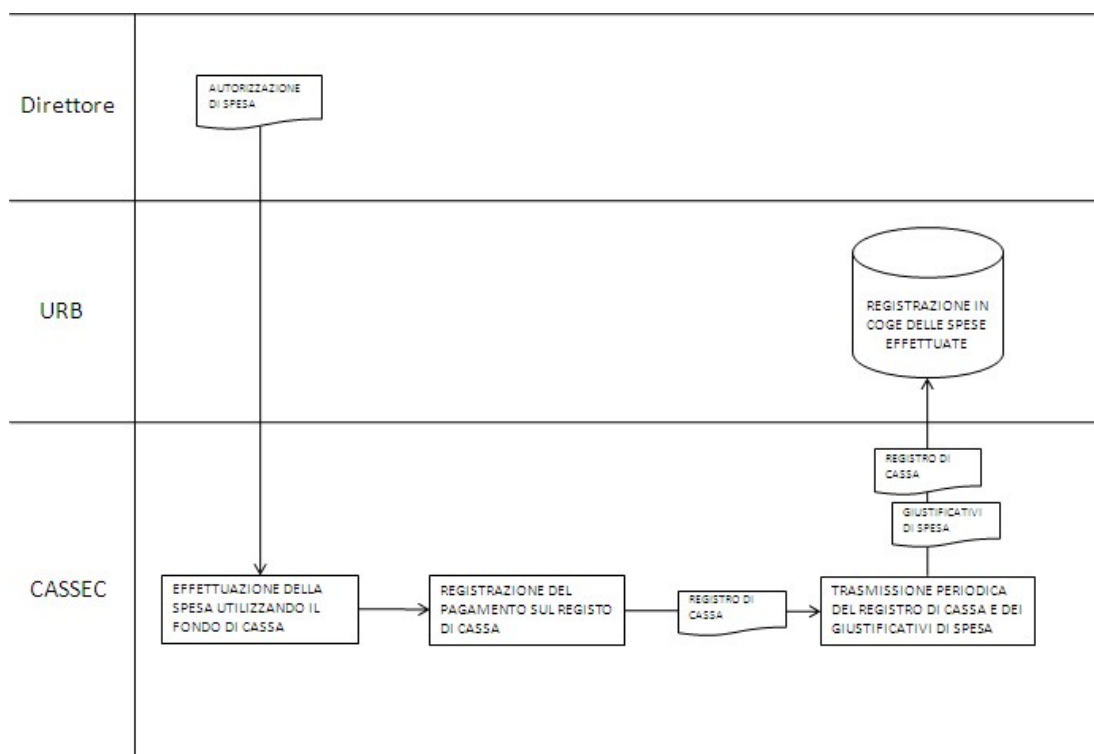 Direttore
AUTORIZZAZIONE
DI SPESA
URB
REGISTRAZIONE IN
COGE DELLE SPESE
EFFETTUATE
CASSEC
REGISTRO DI
CASSA
GIUSTIFICATIVI
DI SPESA
EFFETTUAZIONE DELLA
SPESA UTILIZZANDO IL
FONDO DI CASSA
REGISTRAZIONE DEL
PAGAMENTO SUL REGISTO
DI CASSA
REGISTRO DI
CASSA
TRASMISSIONE PERIODICA
DEL REGISTRO DI CASSA E DEI
GIUSTIFICATIVI DI SPESA